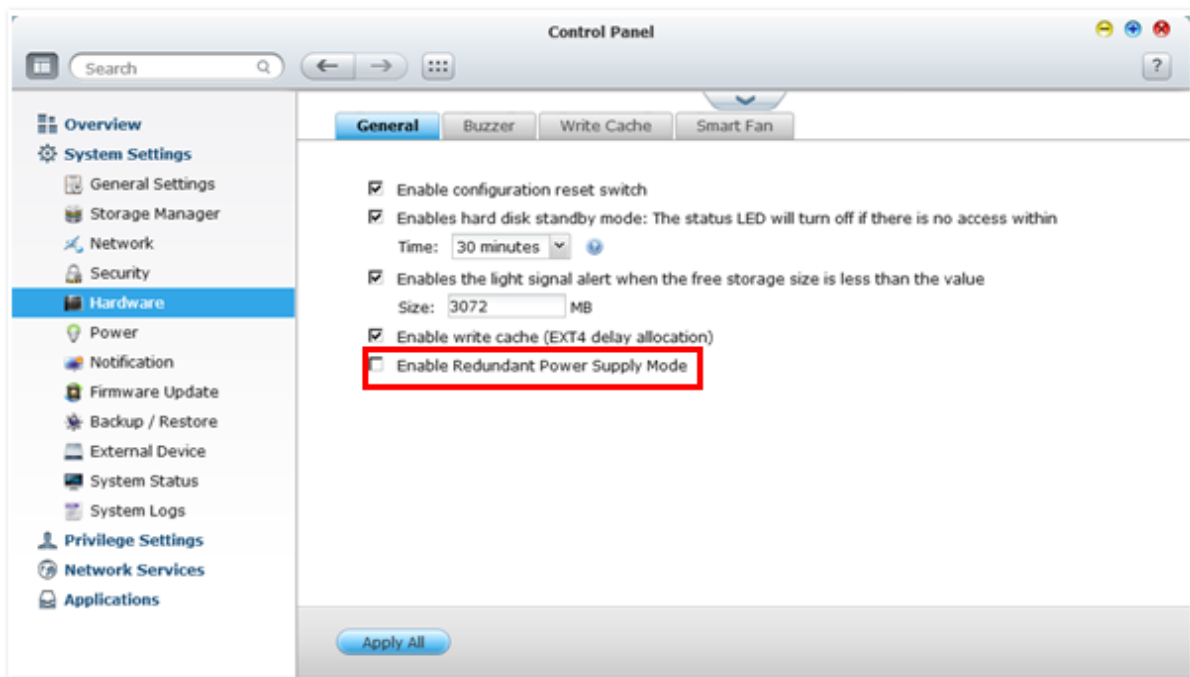 Control Panel
Search
?
Overview
System Settings
General Settings
Storage Manager
Network
Security
Hardware
Power
Notification
Firmware Update
Backup / Restore
External Device
System Status
System Logs
Privilege Settings
Network Services
Applications
General Buzzer Write Cache Smart Fan
Enable configuration reset switch
Enables hard disk standby mode: The status LED will turn off if there is no access within
Time: 30 minutes
Enables the light signal alert when the free storage size is less than the value
Size: 3072 MB
Enable write cache (EXT4 delay allocation)
Enable Redundant Power Supply Mode
Apply All